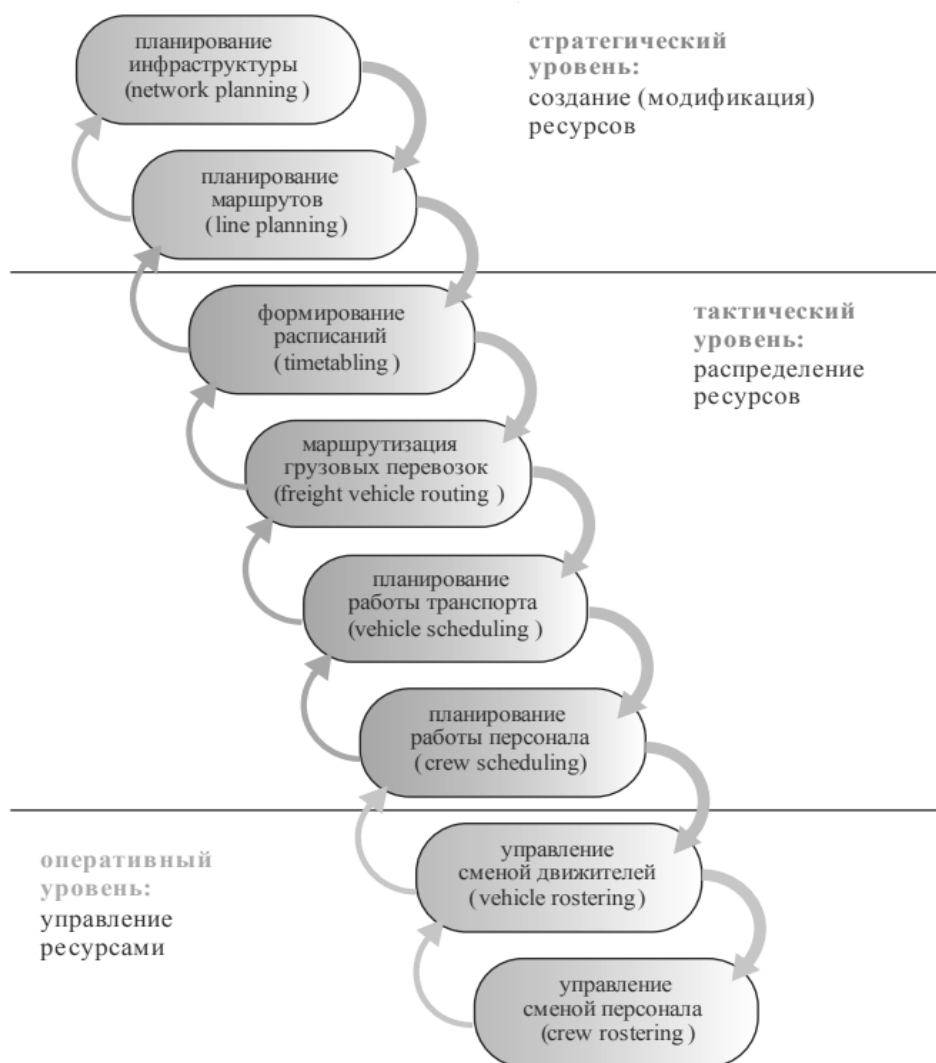 планирование
инфраструктуры
(network planning )
стратегический
уровень:
создание (модификация)
ресурсов
планирование
маршрутов
(line planning)
формирование
расписаний
(timetabling )
тактический
уровень:
распределение
ресурсов
маршрутизация
грузовых перевозок
(freight vehicle routing )
планирование
работы транспорта
(vehicle scheduling )
планирование
работы персонала
(crew scheduling)
оперативный
уровень:
управление
ресурсами
управление
сменой движителей
(vehicle rostering)
управление
сменой персонала
(crew rostering )